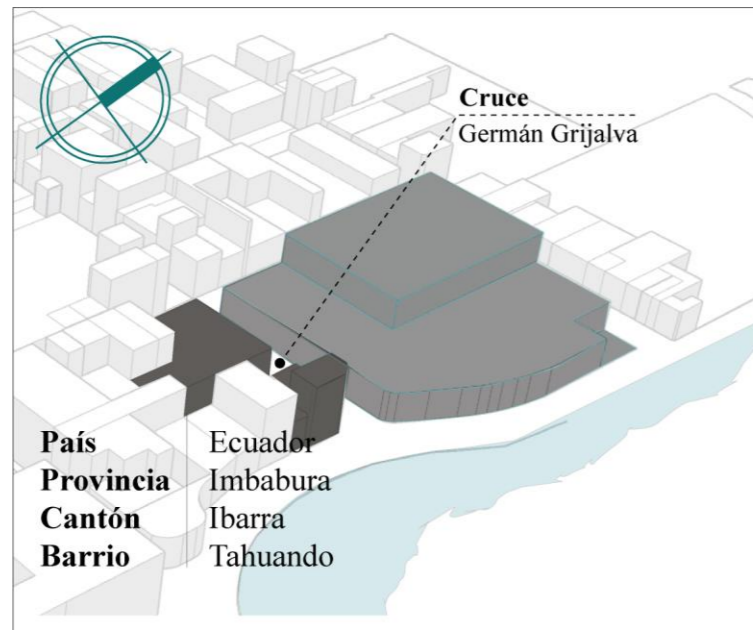 Cruce
Germán Grijalva
País Ecuador
Provincia Imbabura
Cantón Ibarra
Barrio Tahuando